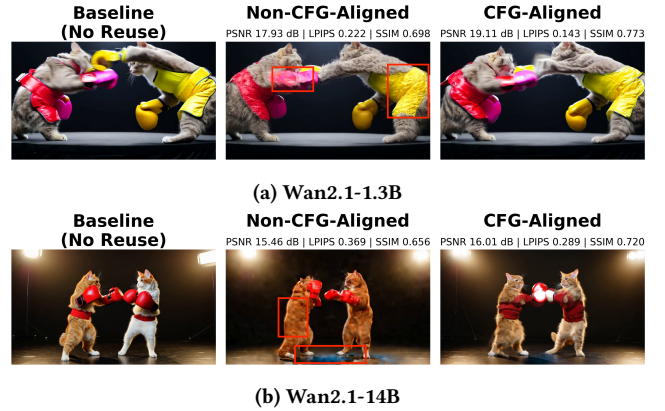 Baseline
(No Reuse)
Non-CFG-Aligned
PSNR 17.93 dB | LPIPS 0.222 | SSIM 0.698
CFG-Aligned
PSNR 19.11 dB | LPIPS 0.143 | SSIM 0.773
(a) Wan2.1-1.3B
Baseline
(No Reuse)
Non-CFG-Aligned
PSNR 15.46 dB | LPIPS 0.369 | SSIM 0.656
CFG-Aligned
PSNR 16.01 dB | LPIPS 0.289 | SSIM 0.720
(b) Wan2.1-14B